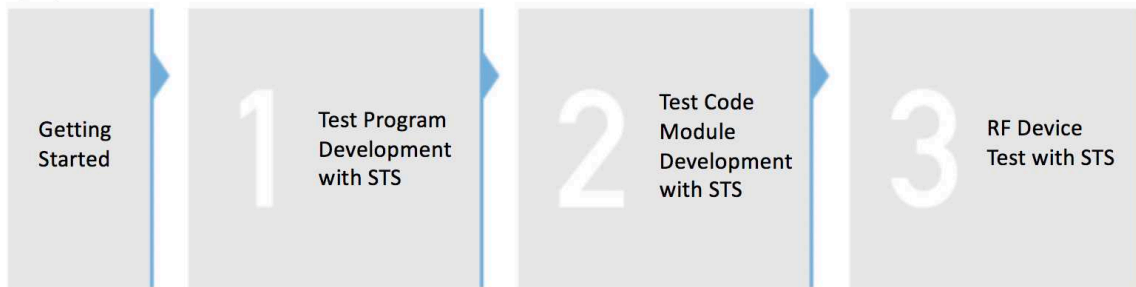 Getting
Started
1
Test Program
Development
with STS
2
Test Code
Module
Development
with STS
3
RF Device
Test with STS